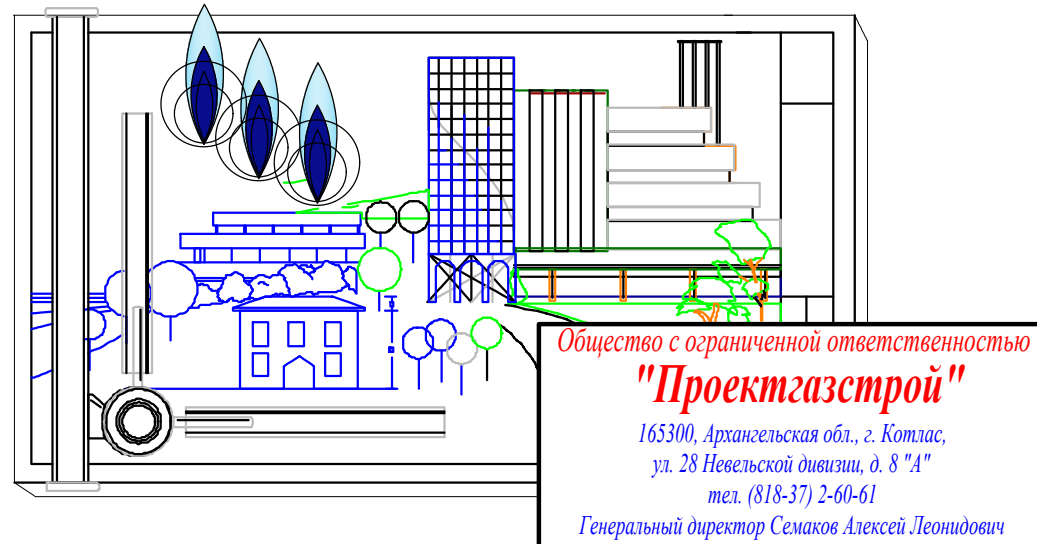 Общество с ограниченной ответственностью
"Проектгазстрой"
165300, Архангельская обл., г. Котлас,
ул. 28 Невельской дивизии, д. 8 "А"
тел. (818-37) 2-60-61
Генеральный директор Семаков Алексей Леонидович